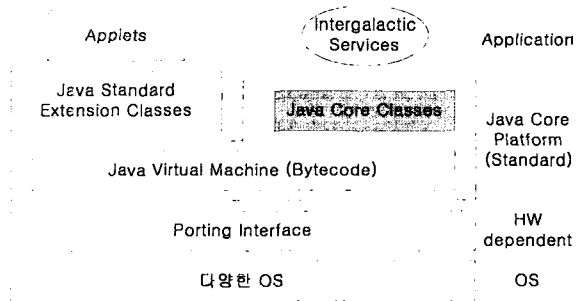 Applets
Intergalactic
Services
Application
Java Standard
Extension Classes
Java Core Classes
Java Core
Platform
(Standard)
Java Virtual Machine (Bytecode)
Porting Interface
HW
dependent
다양한 OS
OS